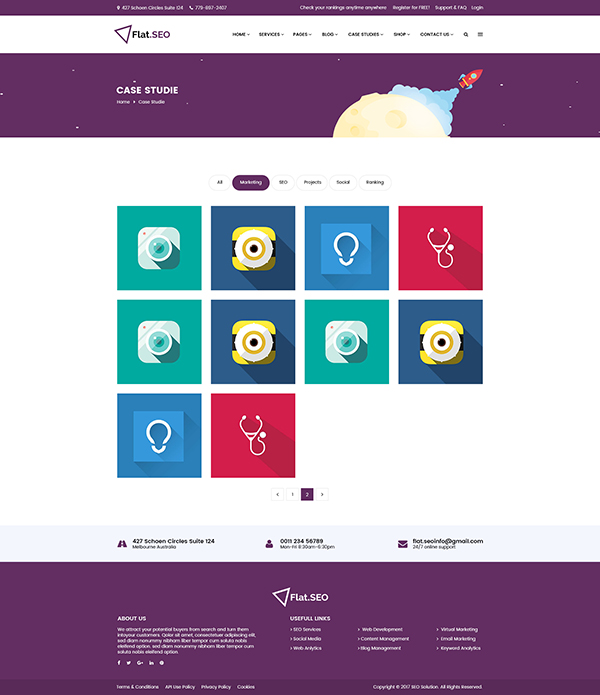 427 Schoen Circles Suite 124 779-897-2407 Check your rankings anytime anywhere Register for FREE! Support & FAQ Login
Flat.SEO HOME SERVICES PAGES BLOG CASE STUDIES SHOP CONTACT US
CASE STUDIE
Home Case Studie
All Marketing SEO Projects Social Ranking
< 1 2 >
427 Schoen Circles Suite 124
Melbourne Australia
0011 234 56789
Mon-Fri 8:30am-6:30pm
flat.seoinfo@gmail.com
24/7 online support
Flat.SEO
ABOUT US
We attract your potential buyers from search and turn them
intoyour customers. Qolor sit amet, consectetuer adipiscing elit,
sed diam nonummy nibham liber tempor cum soluta nobis
eleifend option. sed diam nonummy nibham liber tempor cum
soluta nobis eleifend option.
USEFULL LINKS
> SEO Services > Web Development > Virtual Marketing
> Social Media > Content Management > Email Marketing
> Web Anlytics > Blog Management > Keyword Analytics
Terms & Conditions API Use Policy Privacy Policy Cookies Copyright © 2017 SEO Solution. All Rights Reserved.